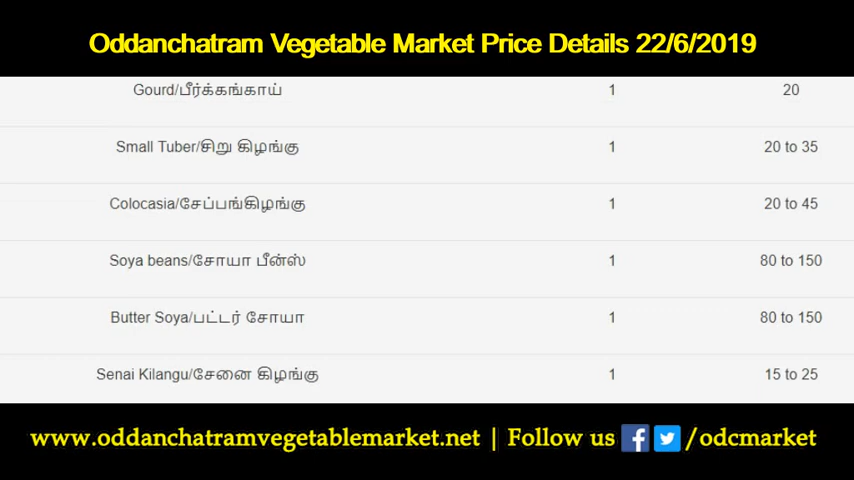 Oddanchatram Vegetable Market Price Details 22/6/2019
Gourd/பீர்க்கங்காய் 1 20
Small Tuber/சிறு கிழங்கு 1 20 to 35
Colocasia/சேப்பங்கிழங்கு 1 20 to 45
Soya beans/சோயா பீன்ஸ் 1 80 to 150
Butter Soya/பட்டர் சோயா 1 80 to 150
Senai Kilangu/சேனை கிழங்கு 1 15 to 25
www.oddanchatramvegetablemarket.net | Follow us /odcmarket